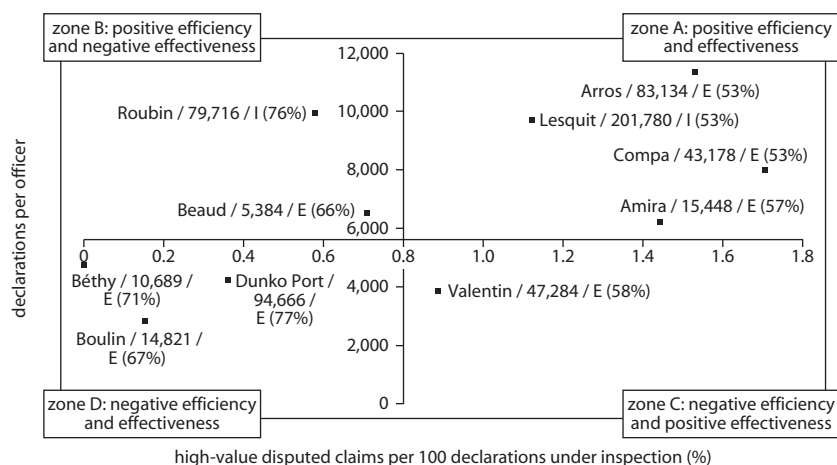 zone B: positive efficiency
and negative effectiveness
zone A: positive efficiency
and effectiveness
12,000
Arros / 83,134 / E (53%)
Roubin / 79,716 / I (76%)
10,000
Lesquit / 201,780 / I (53%)
Compa / 43,178 / E (53%)
8,000
Beaud / 5,384 / E (66%)
Amira / 15,448 / E (57%)
6,000
0
0.2
0.4
0.6
0.8
1.0
1.2
1.4
1.6
1.8
Béthy / 10,689 /
E (71%)
Dunko Port /
94,666 /
E (77%)
4,000
Valentin / 47,284 / E (58%)
Boulin / 14,821 /
E (67%)
2,000
0
zone D: negative efficiency
and effectiveness
zone C: negative efficiency
and positive effectiveness
declarations per officer
high-value disputed claims per 100 declarations under inspection (%)